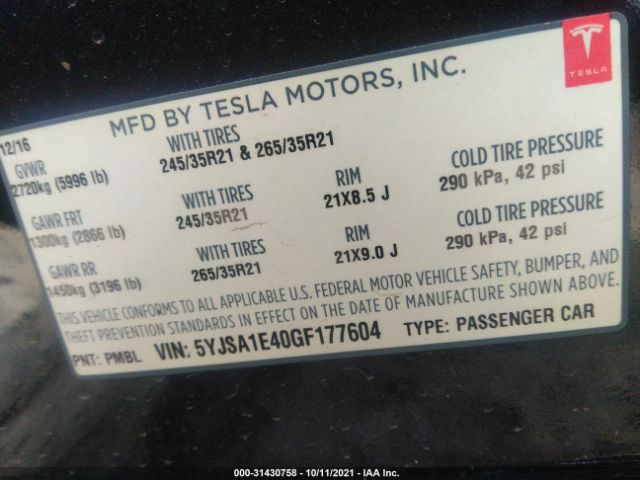 TESLA
MFD BY TESLA MOTORS, INC.
12/16
GVWR WITH TIRES
2720kg (5996 lb) 245/35R21 & 265/35R21
GAWR FRT WITH TIRES RIM COLD TIRE PRESSURE
1300kg (2866 lb) 245/35R21 21X8.5 J 290 kPa, 42 psi
GAWR RR WITH TIRES RIM COLD TIRE PRESSURE
1450kg (3196 lb) 265/35R21 21X9.0 J 290 kPa, 42 psi
THIS VEHICLE CONFORMS TO ALL APPLICABLE U.S. FEDERAL MOTOR VEHICLE SAFETY, BUMPER, AND
THEFT PREVENTION STANDARDS IN EFFECT ON THE DATE OF MANUFACTURE SHOWN ABOVE.
PNT: PMBL VIN: 5YJSA1E40GF177604 TYPE: PASSENGER CAR
000-31430758 - 10/11/2021 - IAA Inc.